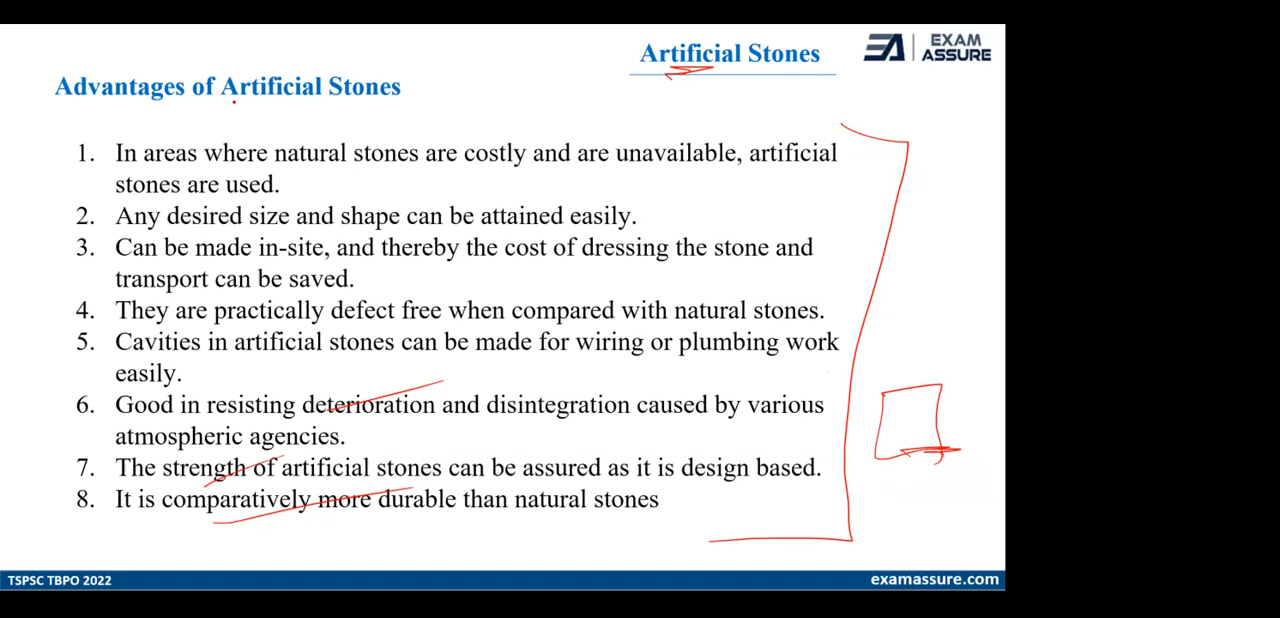 Artificial Stones
EXAM
ASSURE
Advantages of Artificial Stones
1. In areas where natural stones are costly and are unavailable, artificial
stones are used.
2. Any desired size and shape can be attained easily.
3. Can be made in-site, and thereby the cost of dressing the stone and
transport can be saved.
4. They are practically defect free when compared with natural stones.
5. Cavities in artificial stones can be made for wiring or plumbing work
easily.
6. Good in resisting deterioration and disintegration caused by various
atmospheric agencies.
7. The strength of artificial stones can be assured as it is design based.
8. It is comparatively more durable than natural stones
TSPSC TBPO 2022
examassure.com